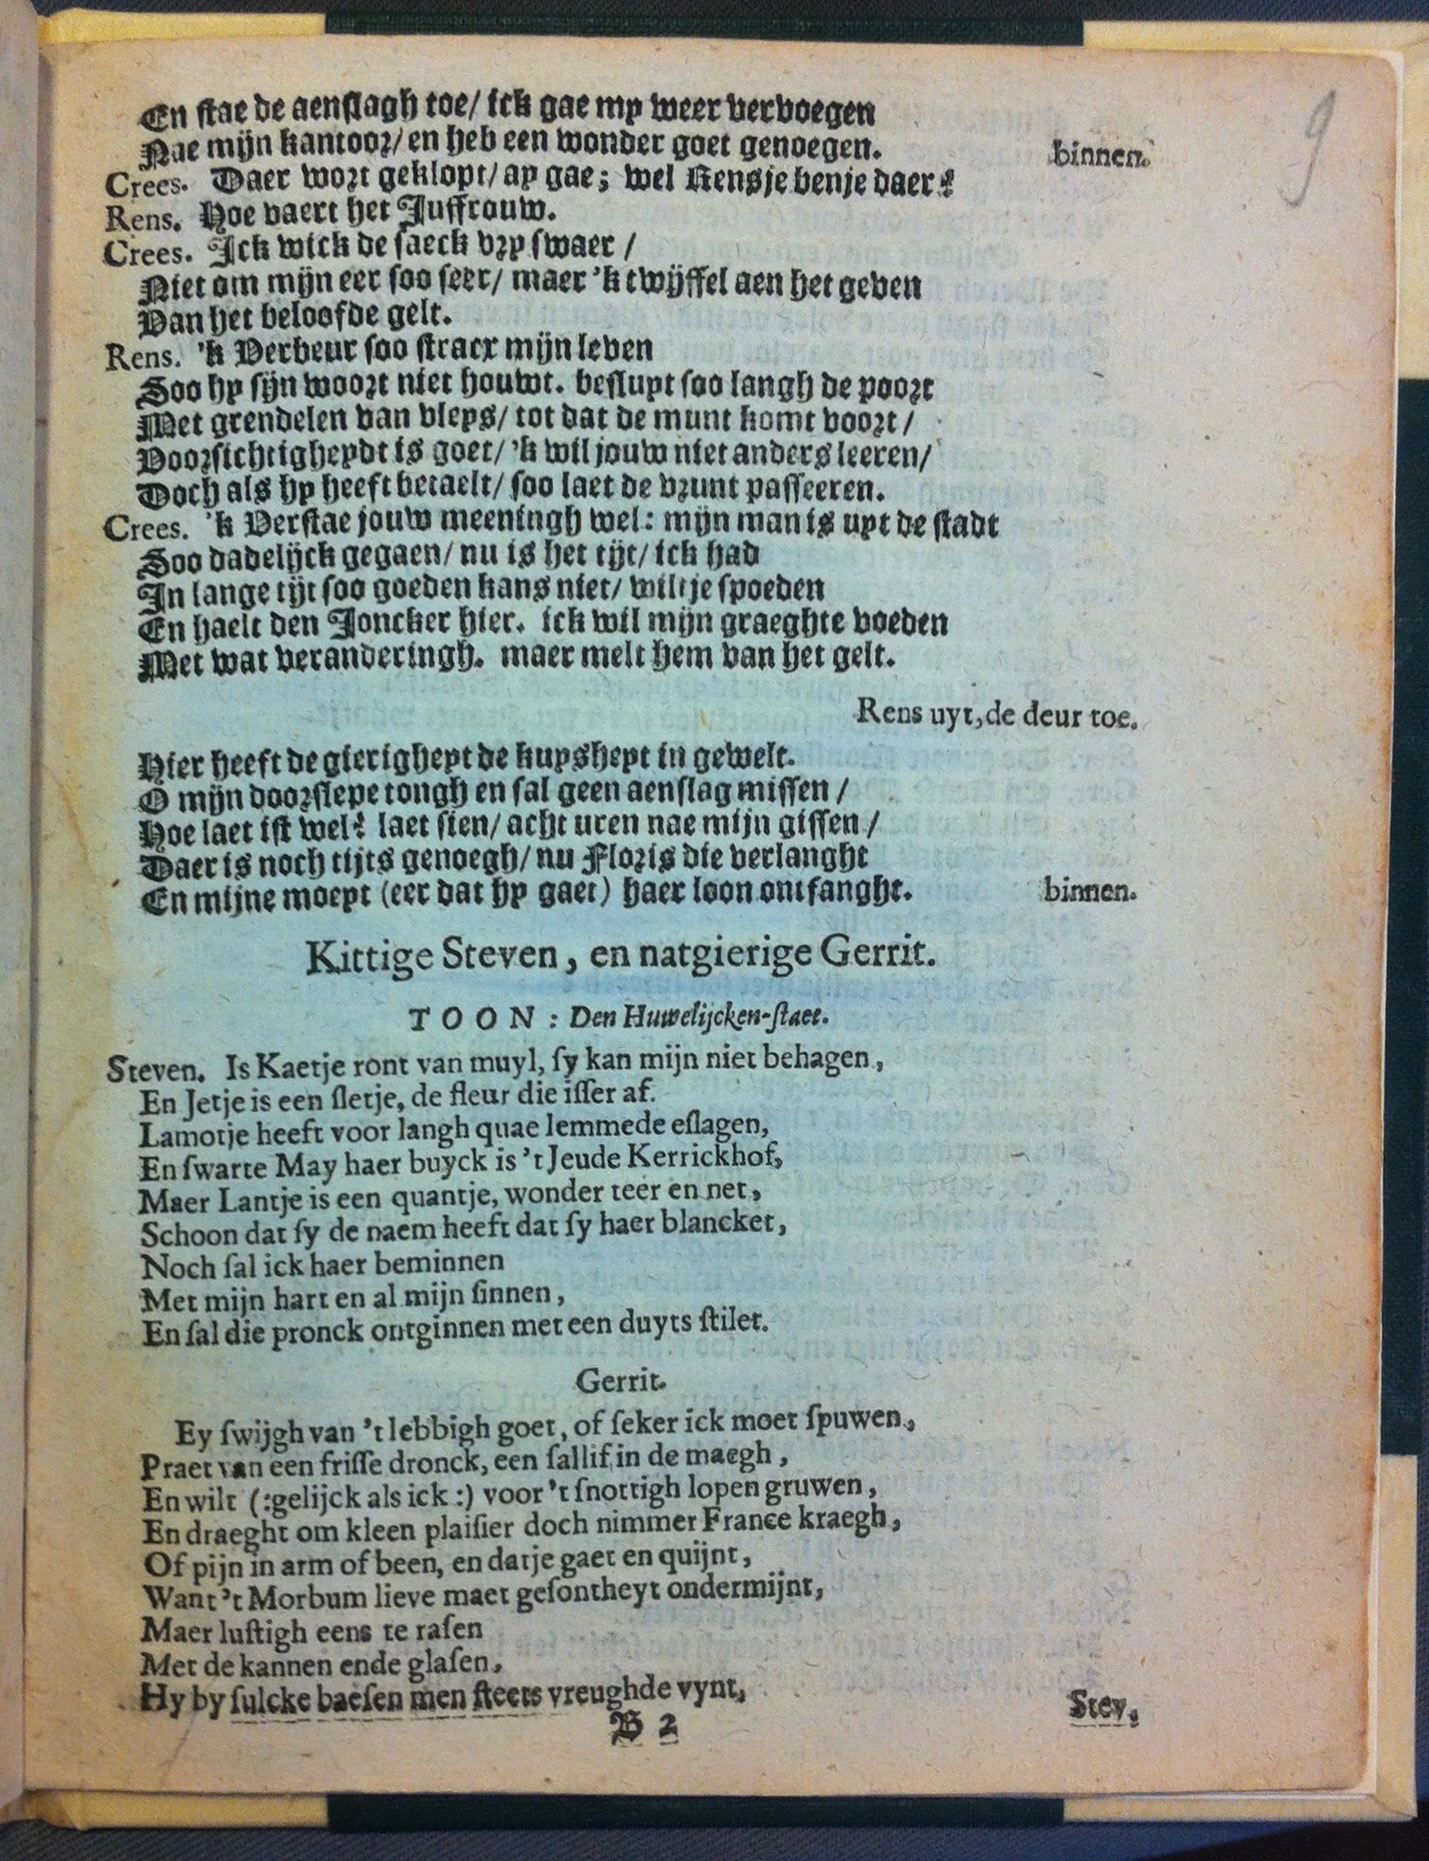 9
En stae de aenslagh toe/ ick gae my weer vervoegen
Nae mijn kantoor/ en heb een wonder goet genoegen. binnen.
Crees. Daer wort geklopt/ ay gae; wel Rensje benje daer?
Rens. Hoe vaert het Juffrouw.
Crees. Ick wick de saeck vry swaer /
Niet om mijn eer soo seer/ maer 'k twijffel aen het geven
Van het beloofde gelt.
Rens. 'k Verbeur soo stracx mijn leven
Soo hy sijn woort niet houwt. besluyt soo langh de poort
Met grendelen van vleys/ tot dat de munt komt voort /
Voorsichtigheydt is goet/ 'k wil jouw niet anders leeren/
Doch als hy heeft betaelt/ soo laet de vrunt passeeren.
Crees. 'k Verstae jouw meeningh wel: mijn man is uyt de stadt
Soo dadelijck gegaen/ nu is het tijt/ ick had
In lange tijt soo goeden kans niet/ wilt je spoeden
En haelt den Joncker hier. ick wil mijn graeghte voeden
Met wat veranderingh. maer melt hem van het gelt.
Rens uyt, de deur toe.
Hier heeft de gierigheyt de kuysheyt in gewelt.
O mijn doorslepe tongh en sal geen aenslag missen /
Hoe laet ist wel? laet sien/ acht uren nae mijn gissen /
Daer is noch tijts genoegh/ nu Floris die verlanght
En mijne moeyt (eer dat hy gaet) haer loon ontfanght. binnen.
Kittige Steven, en natgierige Gerrit.
TOON: Den Huwelijcken-staet.
Steven. Is Kaetje ront van muyl, sy kan mijn niet behagen,
En Jetje is een sletje, de fleur die isser af.
Lamotje heeft voor langh quae lemmede eslagen,
En swarte May haer buyck is 't Jeude Kerrickhof,
Maer Lantje is een quantje, wonder teer en net,
Schoon dat sy de naem heeft dat sy haer blancket,
Noch sal ick haer beminnen
Met mijn hart en al mijn sinnen,
En sal die pronck ontginnen met een duyts stilet.
Gerrit.
Ey swijgh van 't lebbigh goet, of seker ick moet spuwen,
Praet van een frisse dronck, een sallif in de maegh,
En wilt (:gelijck als ick:) voor 't snottigh lopen gruwen,
En draeght om kleen plaisier doch nimmer France kraegh,
Of pijn in arm of been, en datje gaet en quijnt,
Want 't Morbum lieve maet gesontheyt ondermijnt,
Maer lustigh eens te rasen
Met de kannen ende glasen,
Hy by sulcke baesen men steets vreughde vynt,
B 2 Stev.